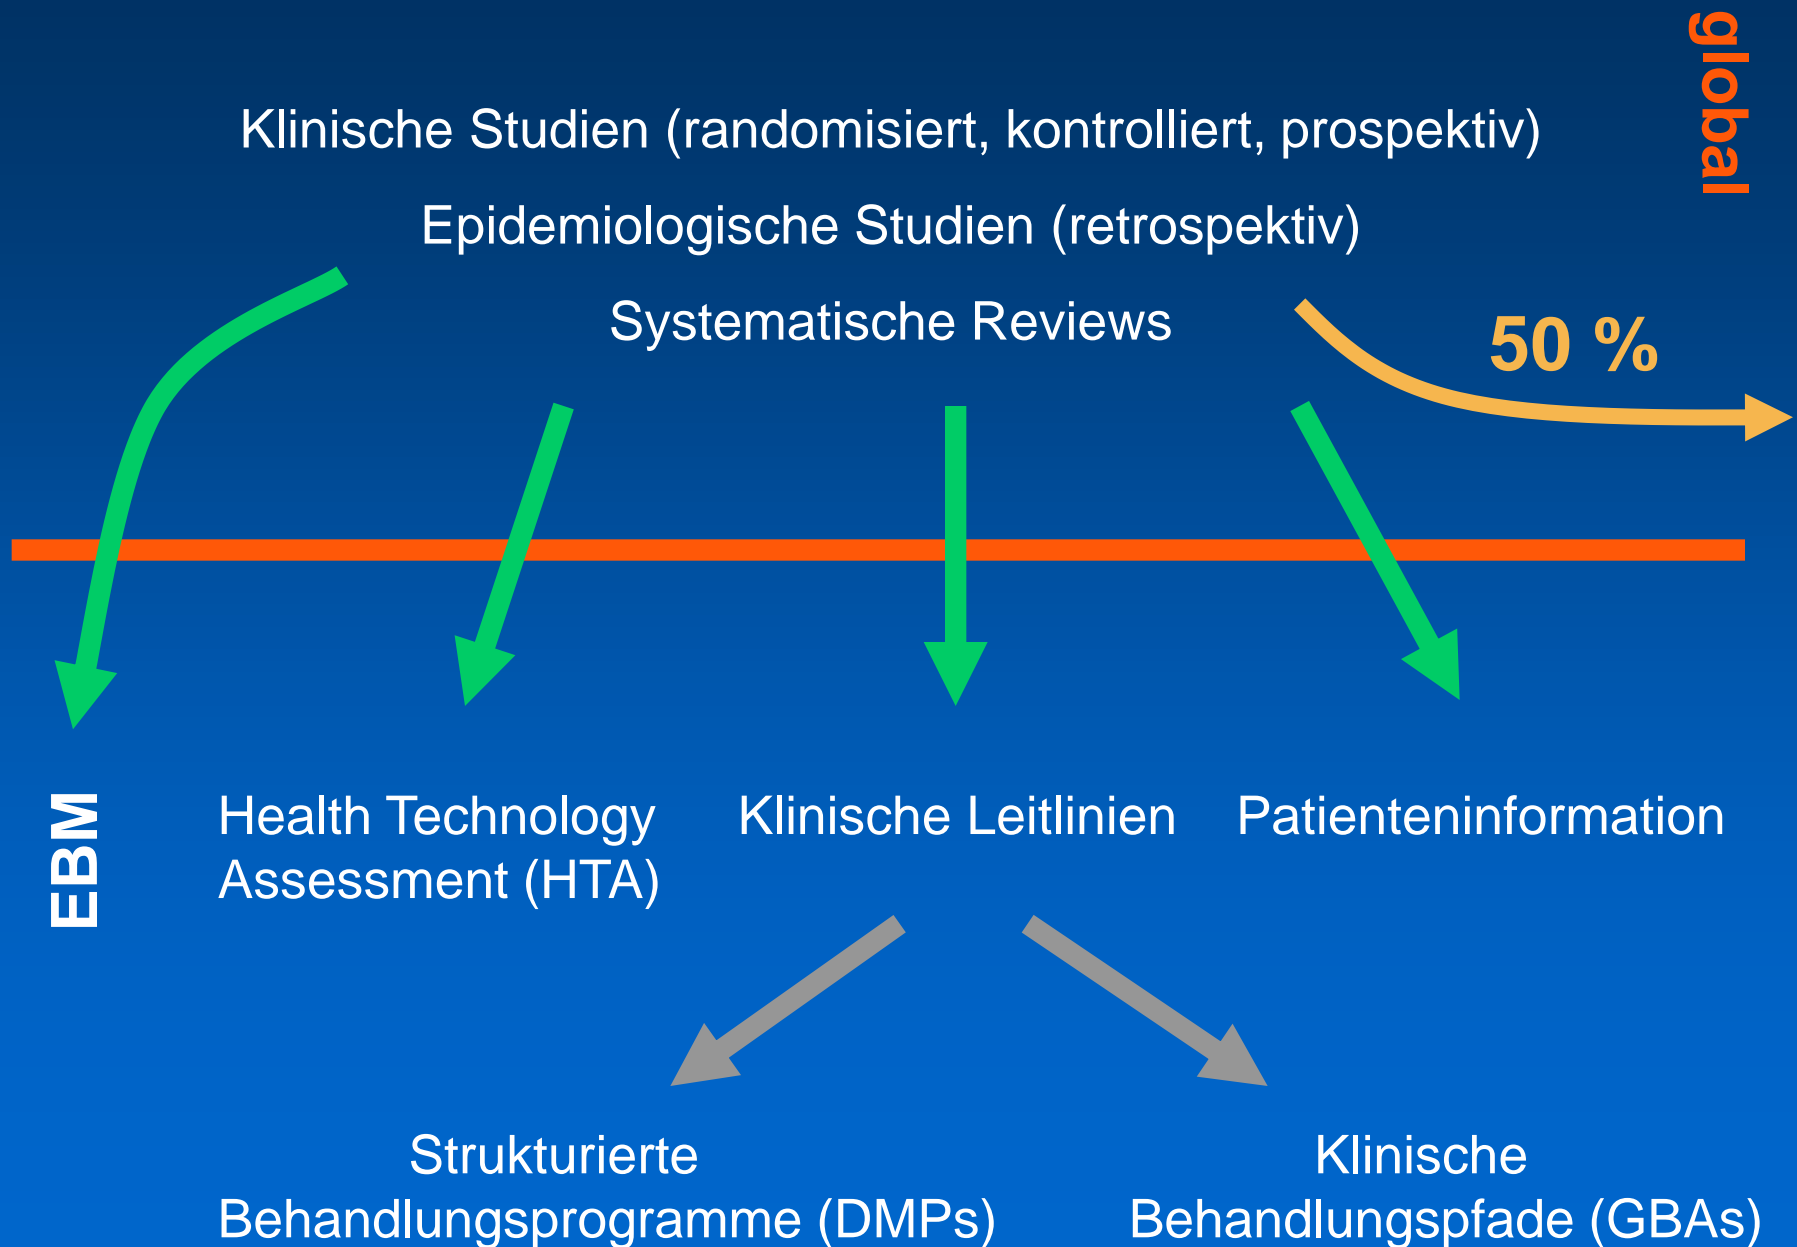 global
Klinische Studien (randomisiert, kontrolliert, prospektiv)
Epidemiologische Studien (retrospektiv)
Systematische Reviews
50 %
EBM
Health Technology
Assessment (HTA)
Klinische Leitlinien
Patienteninformation
Strukturierte
Behandlungsprogramme (DMPs)
Klinische
Behandlungspfade (GBAs)